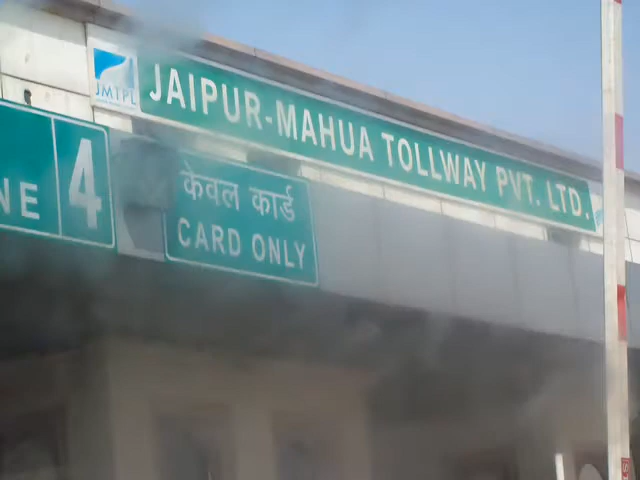 JMTPL
JAIPUR-MAHUA TOLLWAY PVT. LTD.
NE 4
केवल कार्ड
CARD ONLY